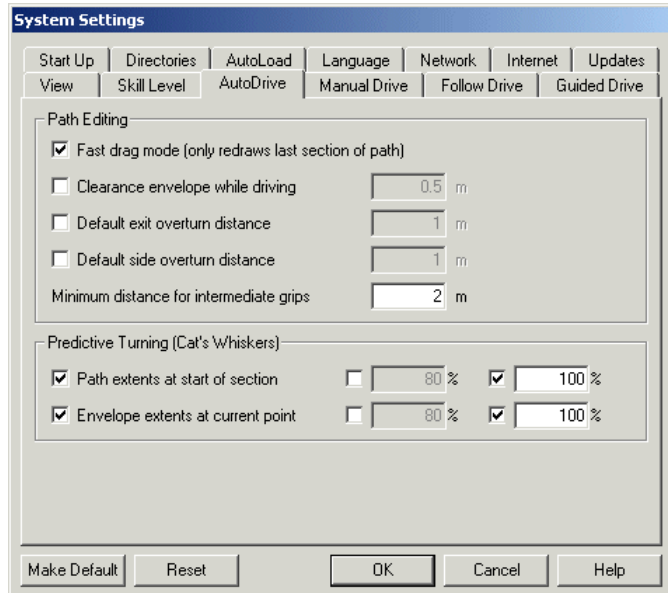 System Settings
Start Up Directories AutoLoad Language Network Internet Updates
View Skill Level AutoDrive Manual Drive Follow Drive Guided Drive
Path Editing
Fast drag mode (only redraws last section of path)
Clearance envelope while driving 0.5 m
Default exit overturn distance 1 m
Default side overturn distance 1 m
Minimum distance for intermediate grips 2 m
Predictive Turning (Cat's Whiskers)
Path extents at start of section 80 % 100 %
Envelope extents at current point 80 % 100 %
Make Default Reset OK Cancel Help